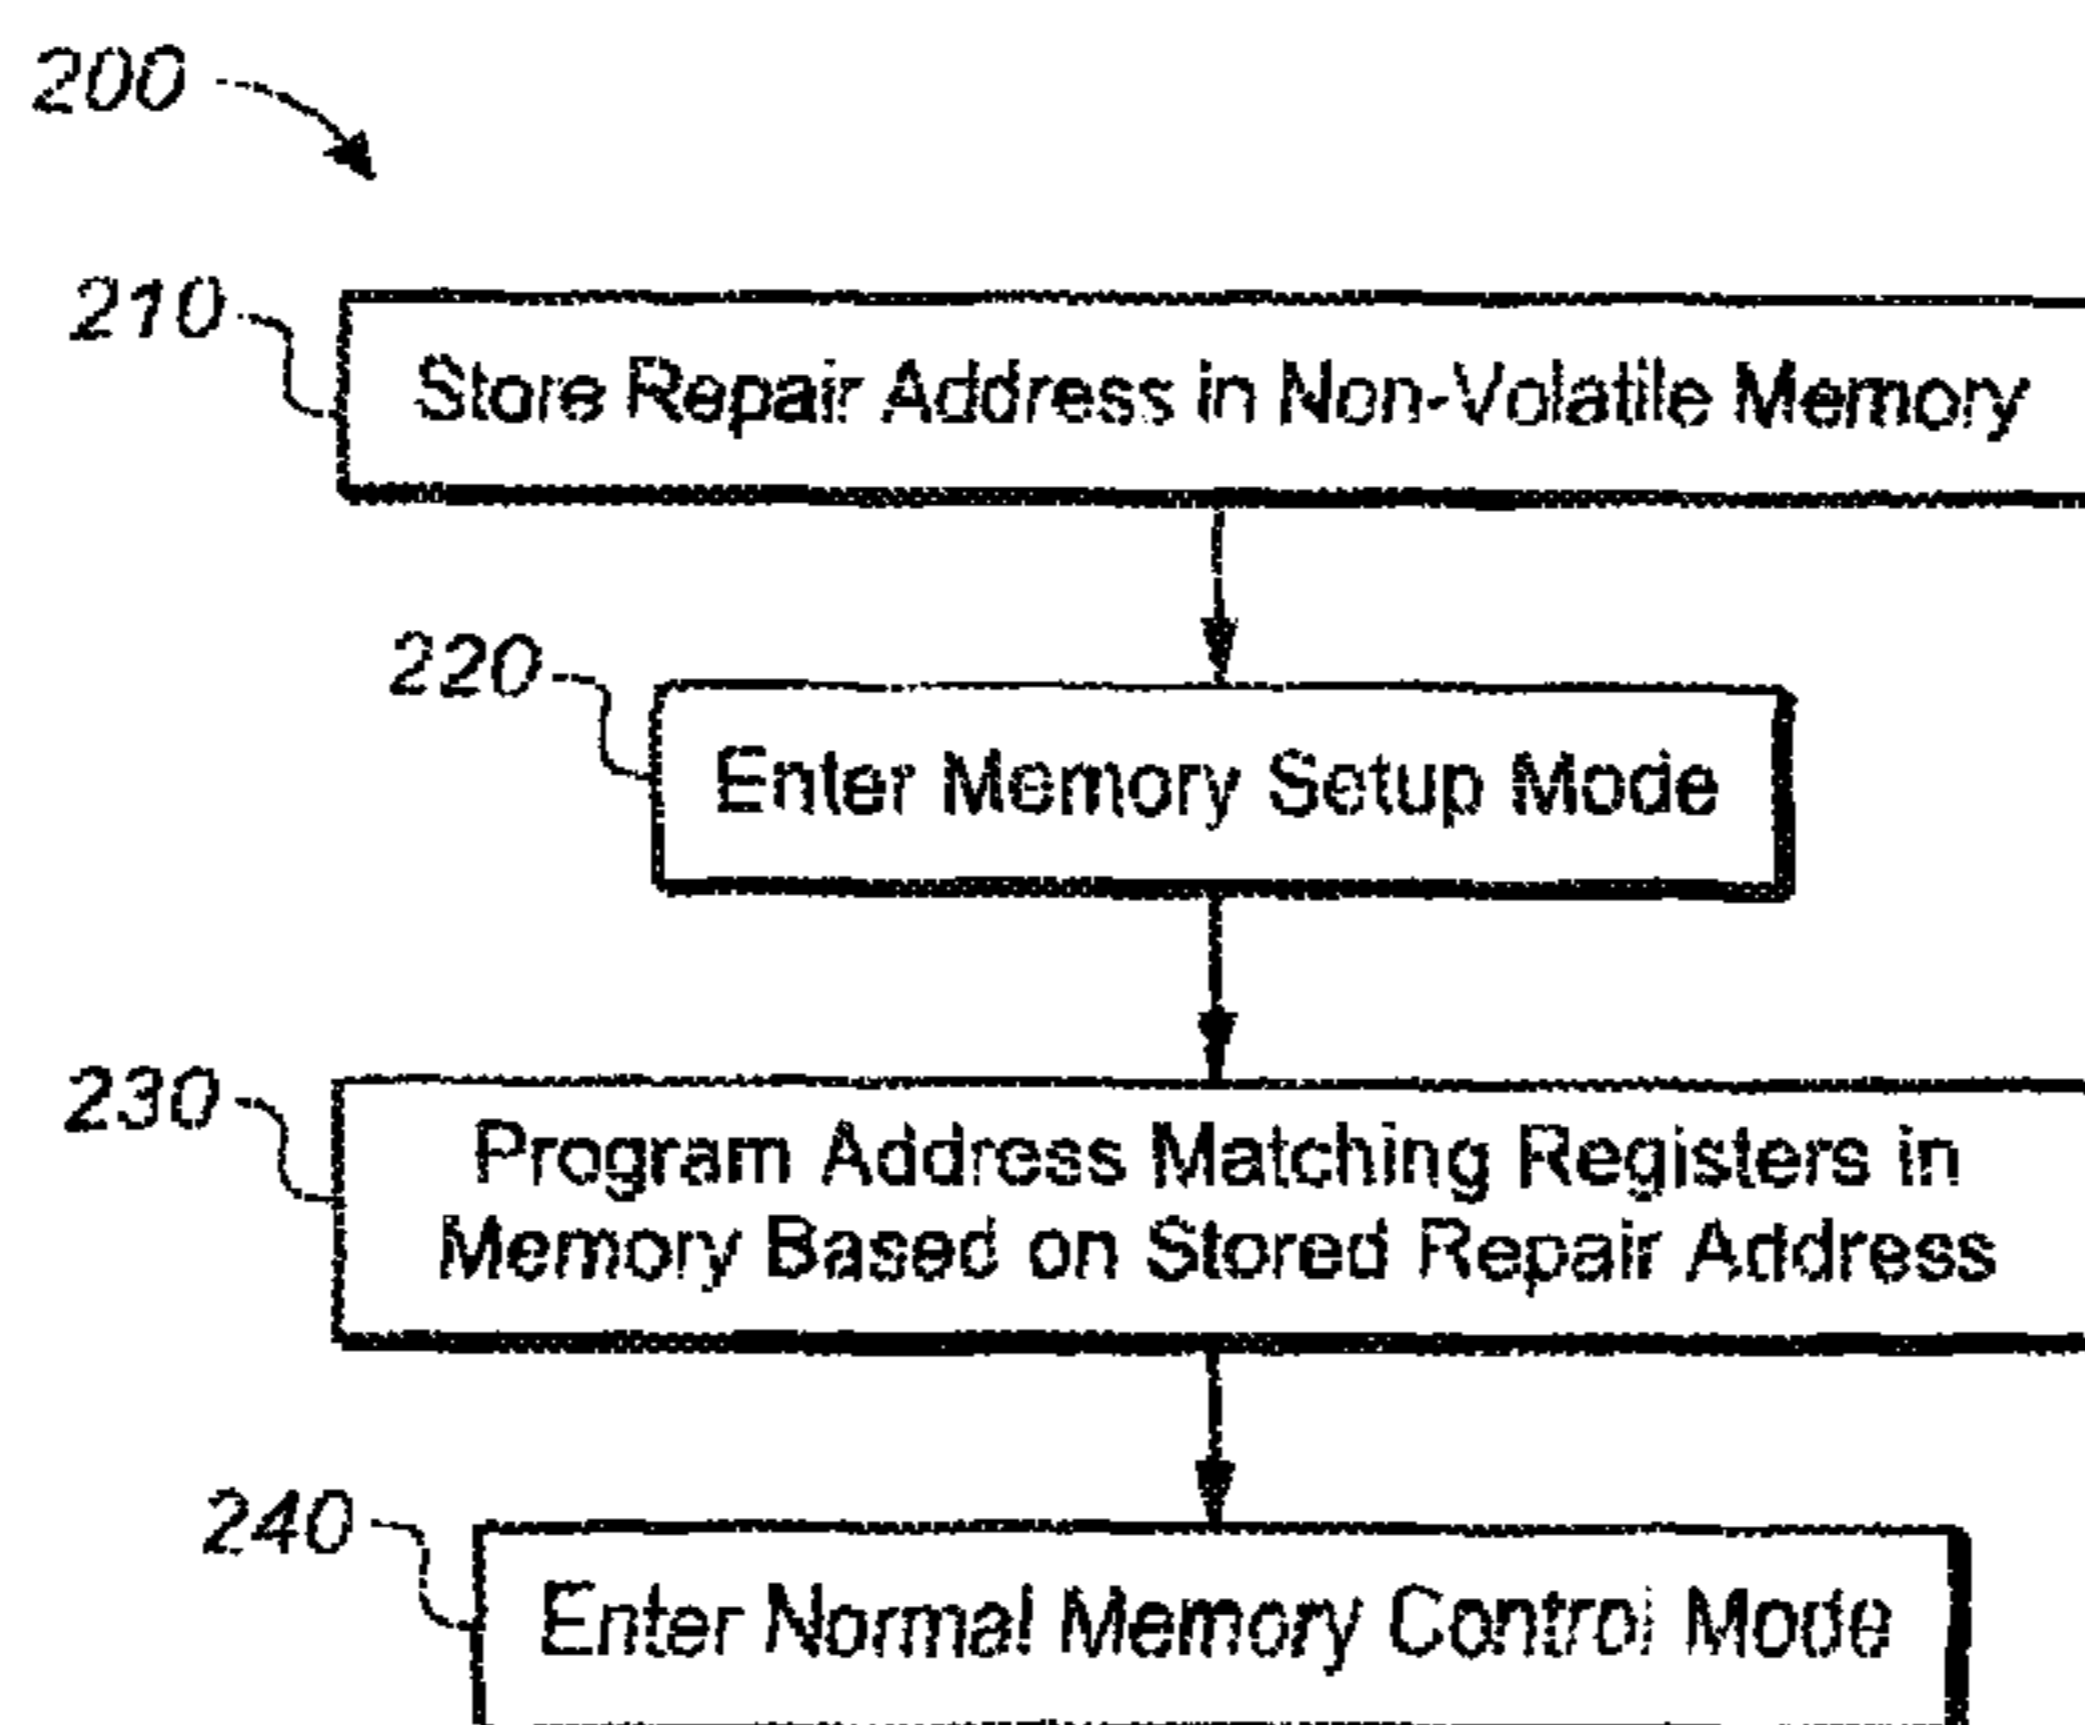 200
210
Store Repair Address in Non-Volatile Memory
220
Enter Memory Setup Mode
230
Program Address Matching Registers in
Memory Based on Stored Repair Address
240
Enter Normal Memory Control Mode